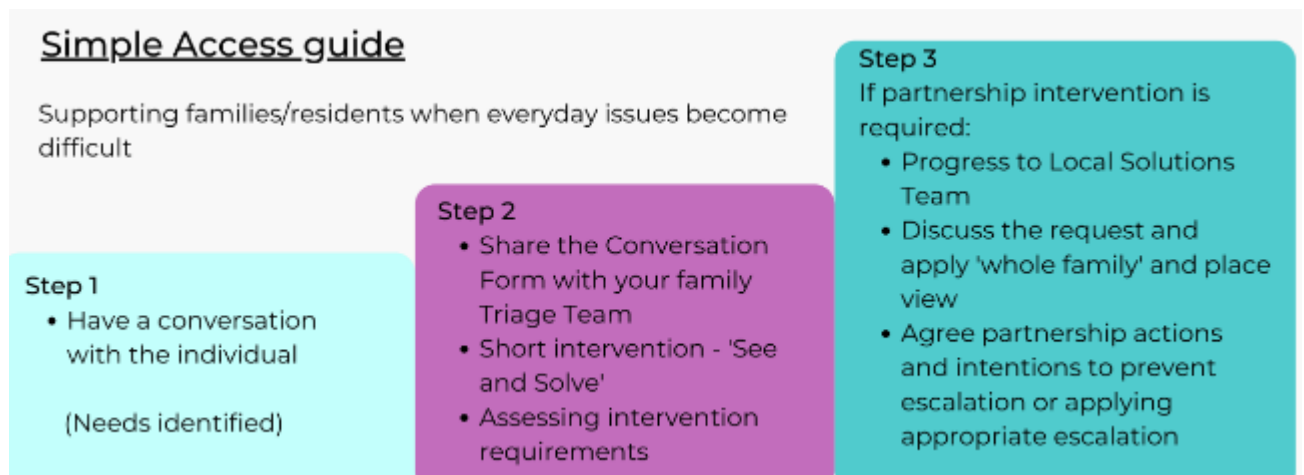 Simple Access guide
Supporting families/residents when everyday issues become
difficult
Step 1
• Have a conversation
with the individual
(Needs identified)
Step 2
• Share the Conversation
Form with your family
Triage Team
• Short intervention - 'See
and Solve'
• Assessing intervention
requirements
Step 3
If partnership intervention is
required:
• Progress to Local Solutions
Team
• Discuss the request and
apply 'whole family' and place
view
• Agree partnership actions
and intentions to prevent
escalation or applying
appropriate escalation